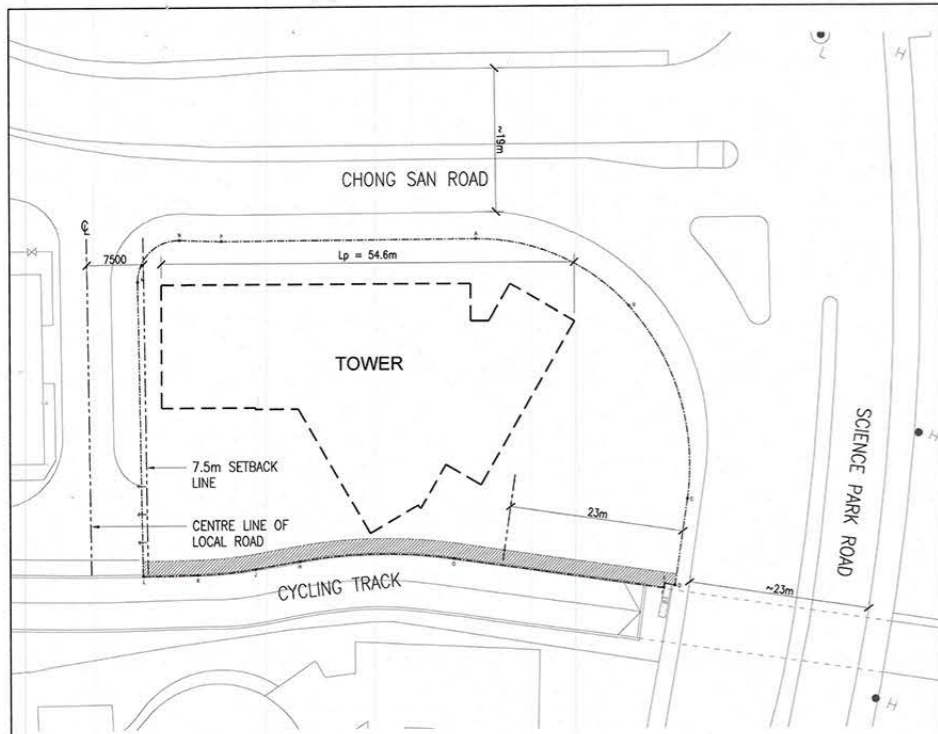 L
H
~19m
CHONG SAN ROAD
℄
N
P
A
7500
Lp = 54.6m
B
TOWER
SCIENCE PARK ROAD
H
7.5m SETBACK
LINE
C
23m
CENTRE LINE OF
LOCAL ROAD
G
H
J
K
L
D
CYCLING TRACK
~23m
H